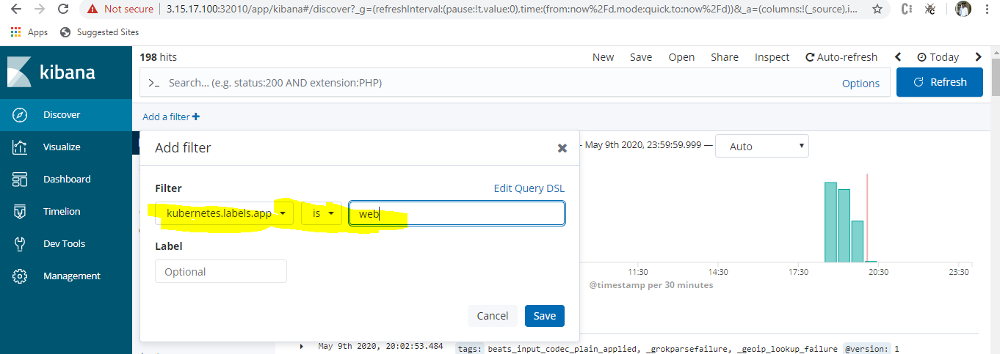 Not secure 3.15.17.100:32010/app/kibana#/discover?_g=(refreshInterval:(pause:!t,value:0),time:(from:now%2Fd,mode:quick,to:now%2Fd))&_a=(columns:!(_source),i...
Apps Suggested Sites
kibana
Discover
Visualize
Dashboard
Timelion
Dev Tools
Management
198 hits
New Save Open Share Inspect Auto-refresh Today
>_ Search... (e.g. status:200 AND extension:PHP) Options Refresh
Add a filter +
Add filter
Filter Edit Query DSL
kubernetes.labels.app is web
Label
Optional
Cancel Save
- May 9th 2020, 23:59:59.999 — Auto
11:30 14:30 17:30 20:30 23:30
@timestamp per 30 minutes
May 9th 2020, 20:02:53.484 tags: beats_input_codec_plain_applied, _grokparsefailure, _geoip_lookup_failure @version: 1